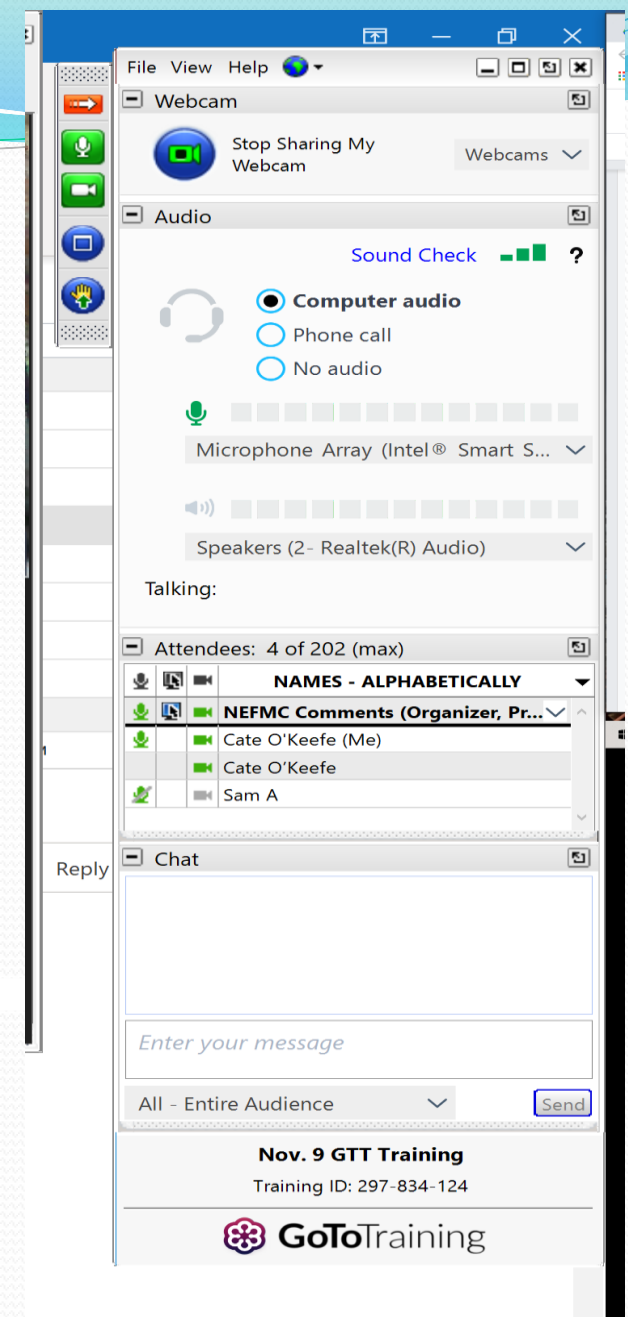 File View Help
Webcam
Stop Sharing My
Webcam
Webcams
Audio
Sound Check
?
Computer audio
Phone call
No audio
Microphone Array (Intel® Smart S...
Speakers (2- Realtek(R) Audio)
Talking:
Attendees: 4 of 202 (max)
NAMES - ALPHABETICALLY
NEFMC Comments (Organizer, Pr...
Cate O'Keefe (Me)
Cate O’Keefe
Sam A
Reply
Chat
Enter your message
All - Entire Audience
Send
Nov. 9 GTT Training
Training ID: 297-834-124
GoToTraining